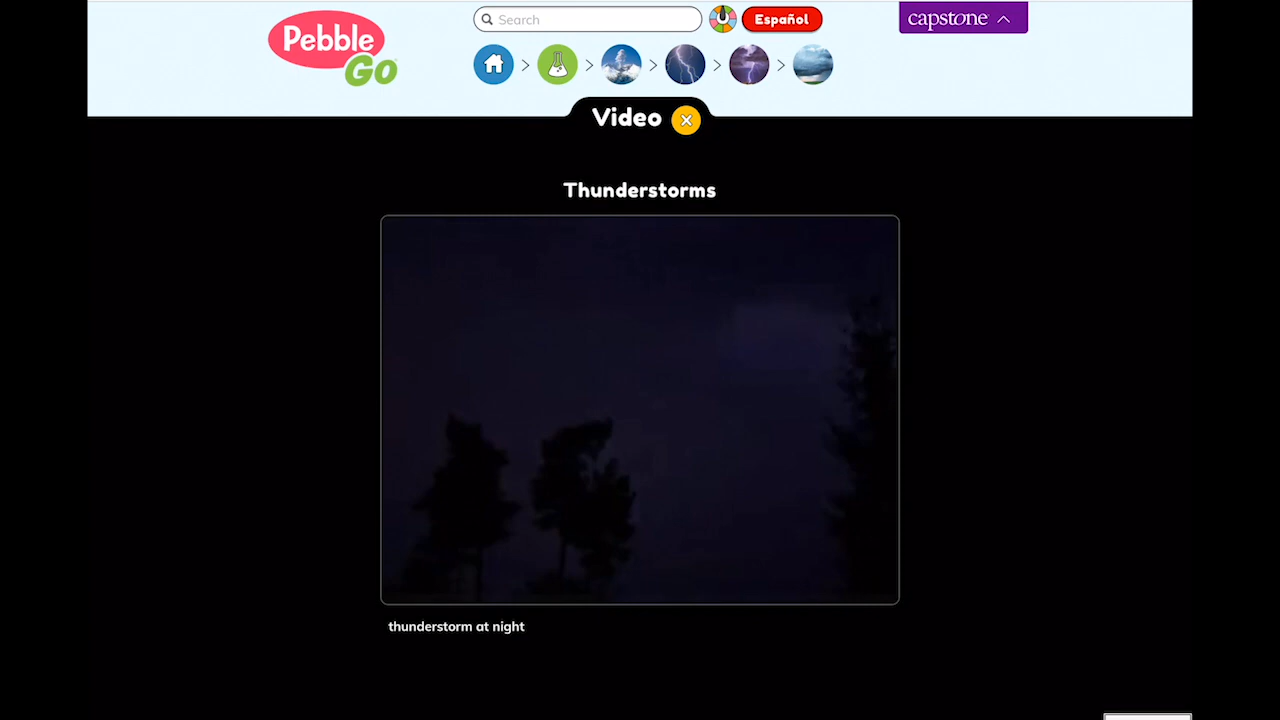 Pebble
Go
Search
Español
capstone
Video
Thunderstorms
thunderstorm at night